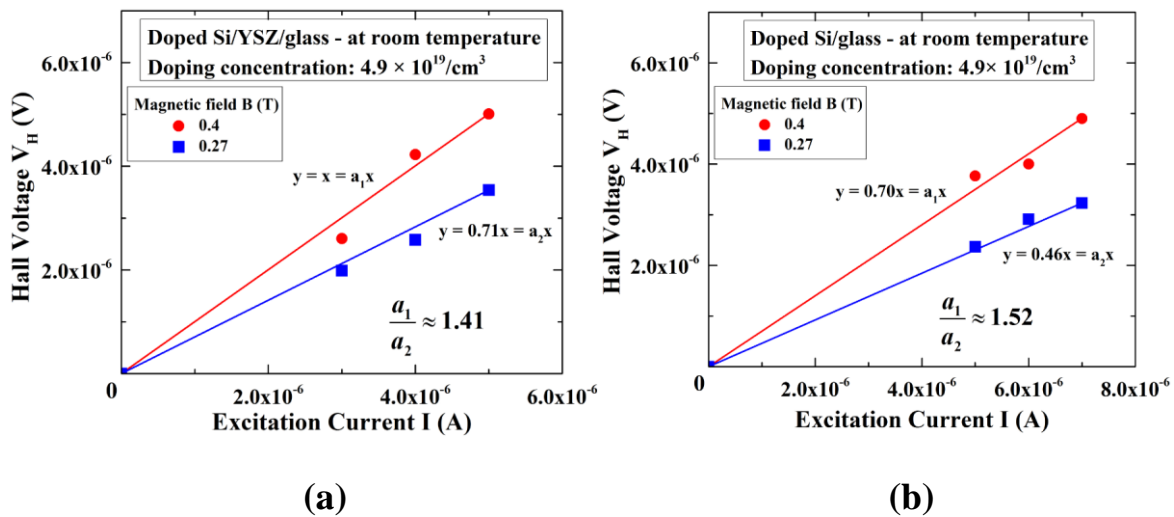 (a)
Doped Si/YSZ/glass - at room temperature
Doping concentration: 4.9 × 10¹⁹/cm³
Magnetic field B (T)
0.4
0.27
6.0x10⁻⁶
4.0x10⁻⁶
2.0x10⁻⁶
Hall Voltage V_H (V)
y = x = a₁x
y = 0.71x = a₂x
a₁/a₂ ≈ 1.41
2.0x10⁻⁶ 4.0x10⁻⁶ 6.0x10⁻⁶
Excitation Current I (A)
(a)
(b)
Doped Si/glass - at room temperature
Doping concentration: 4.9× 10¹⁹/cm³
Magnetic field B (T)
0.4
0.27
6.0x10⁻⁶
4.0x10⁻⁶
2.0x10⁻⁶
Hall Voltage V_H (V)
y = 0.70x = a₁x
y = 0.46x = a₂x
a₁/a₂ ≈ 1.52
2.0x10⁻⁶ 4.0x10⁻⁶ 6.0x10⁻⁶ 8.0x10⁻⁶
Excitation Current I (A)
(b)